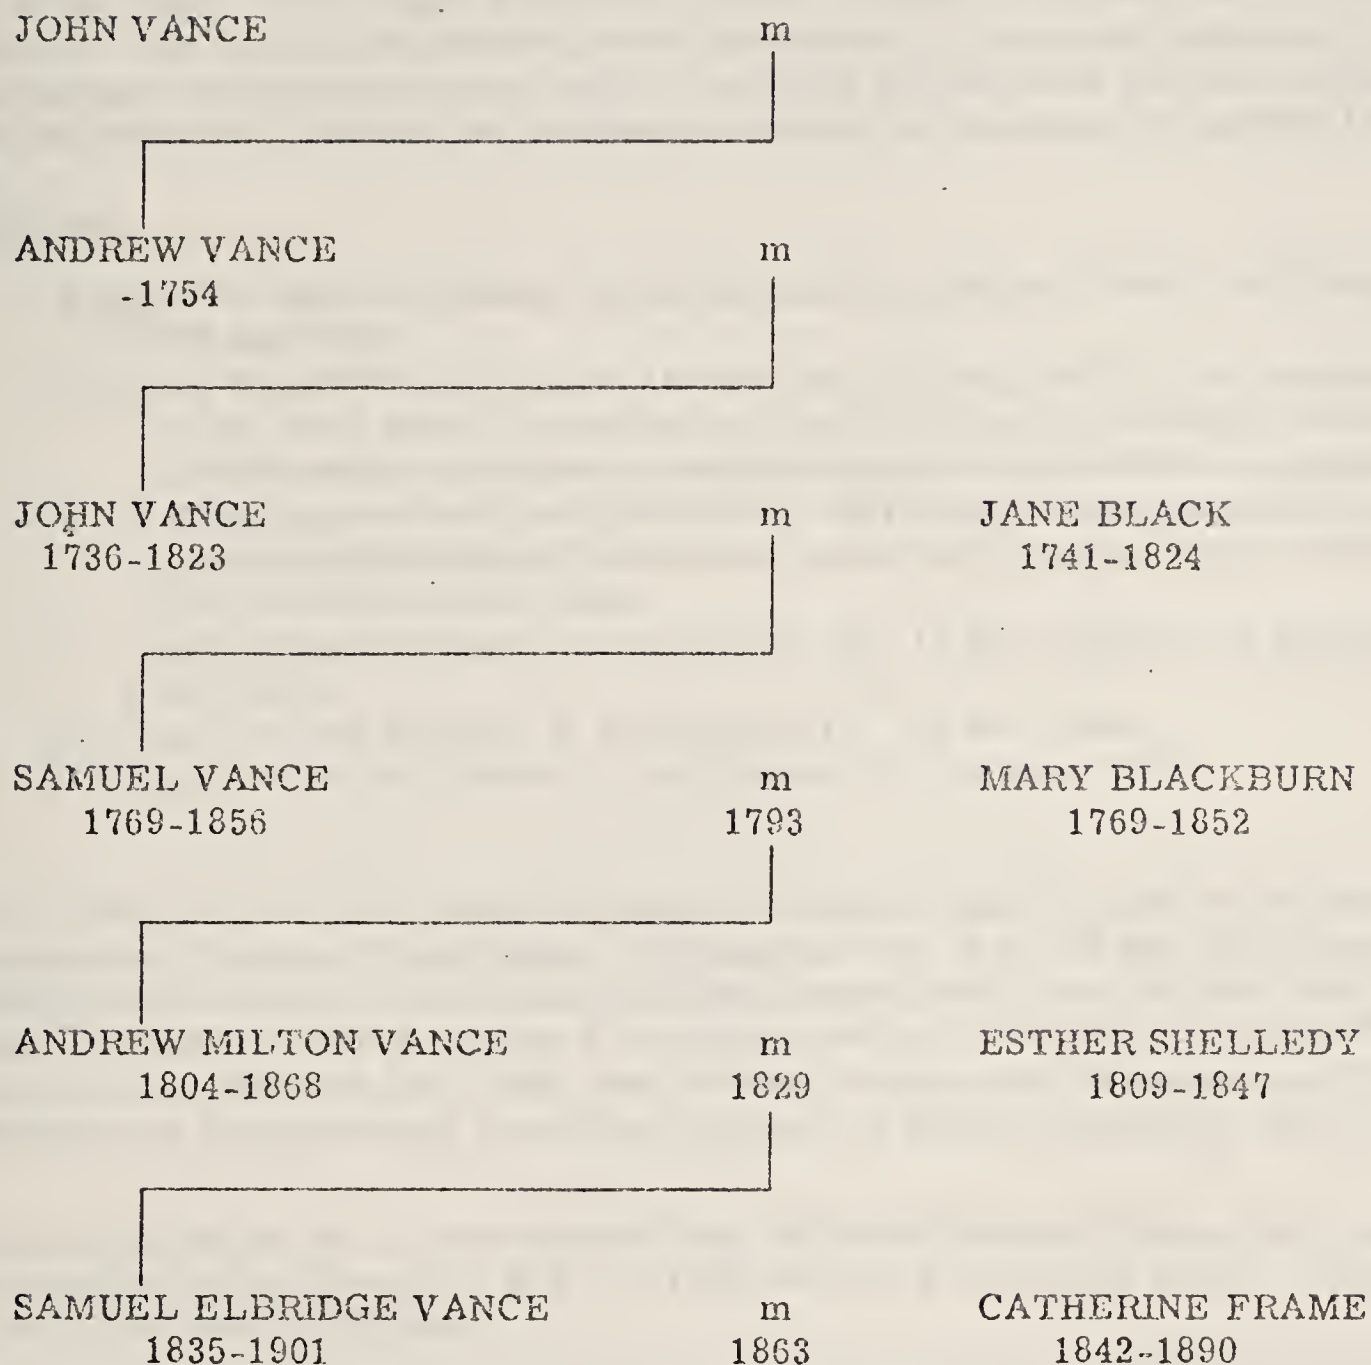 JOHN VANCE m
ANDREW VANCE m
-1754
JOHN VANCE m JANE BLACK
1736-1823 1741-1824
SAMUEL VANCE m MARY BLACKBURN
1769-1856 1793 1769-1852
ANDREW MILTON VANCE m ESTHER SHELLEDY
1804-1868 1829 1809-1847
SAMUEL ELBRIDGE VANCE m CATHERINE FRAME
1835-1901 1863 1842-1890